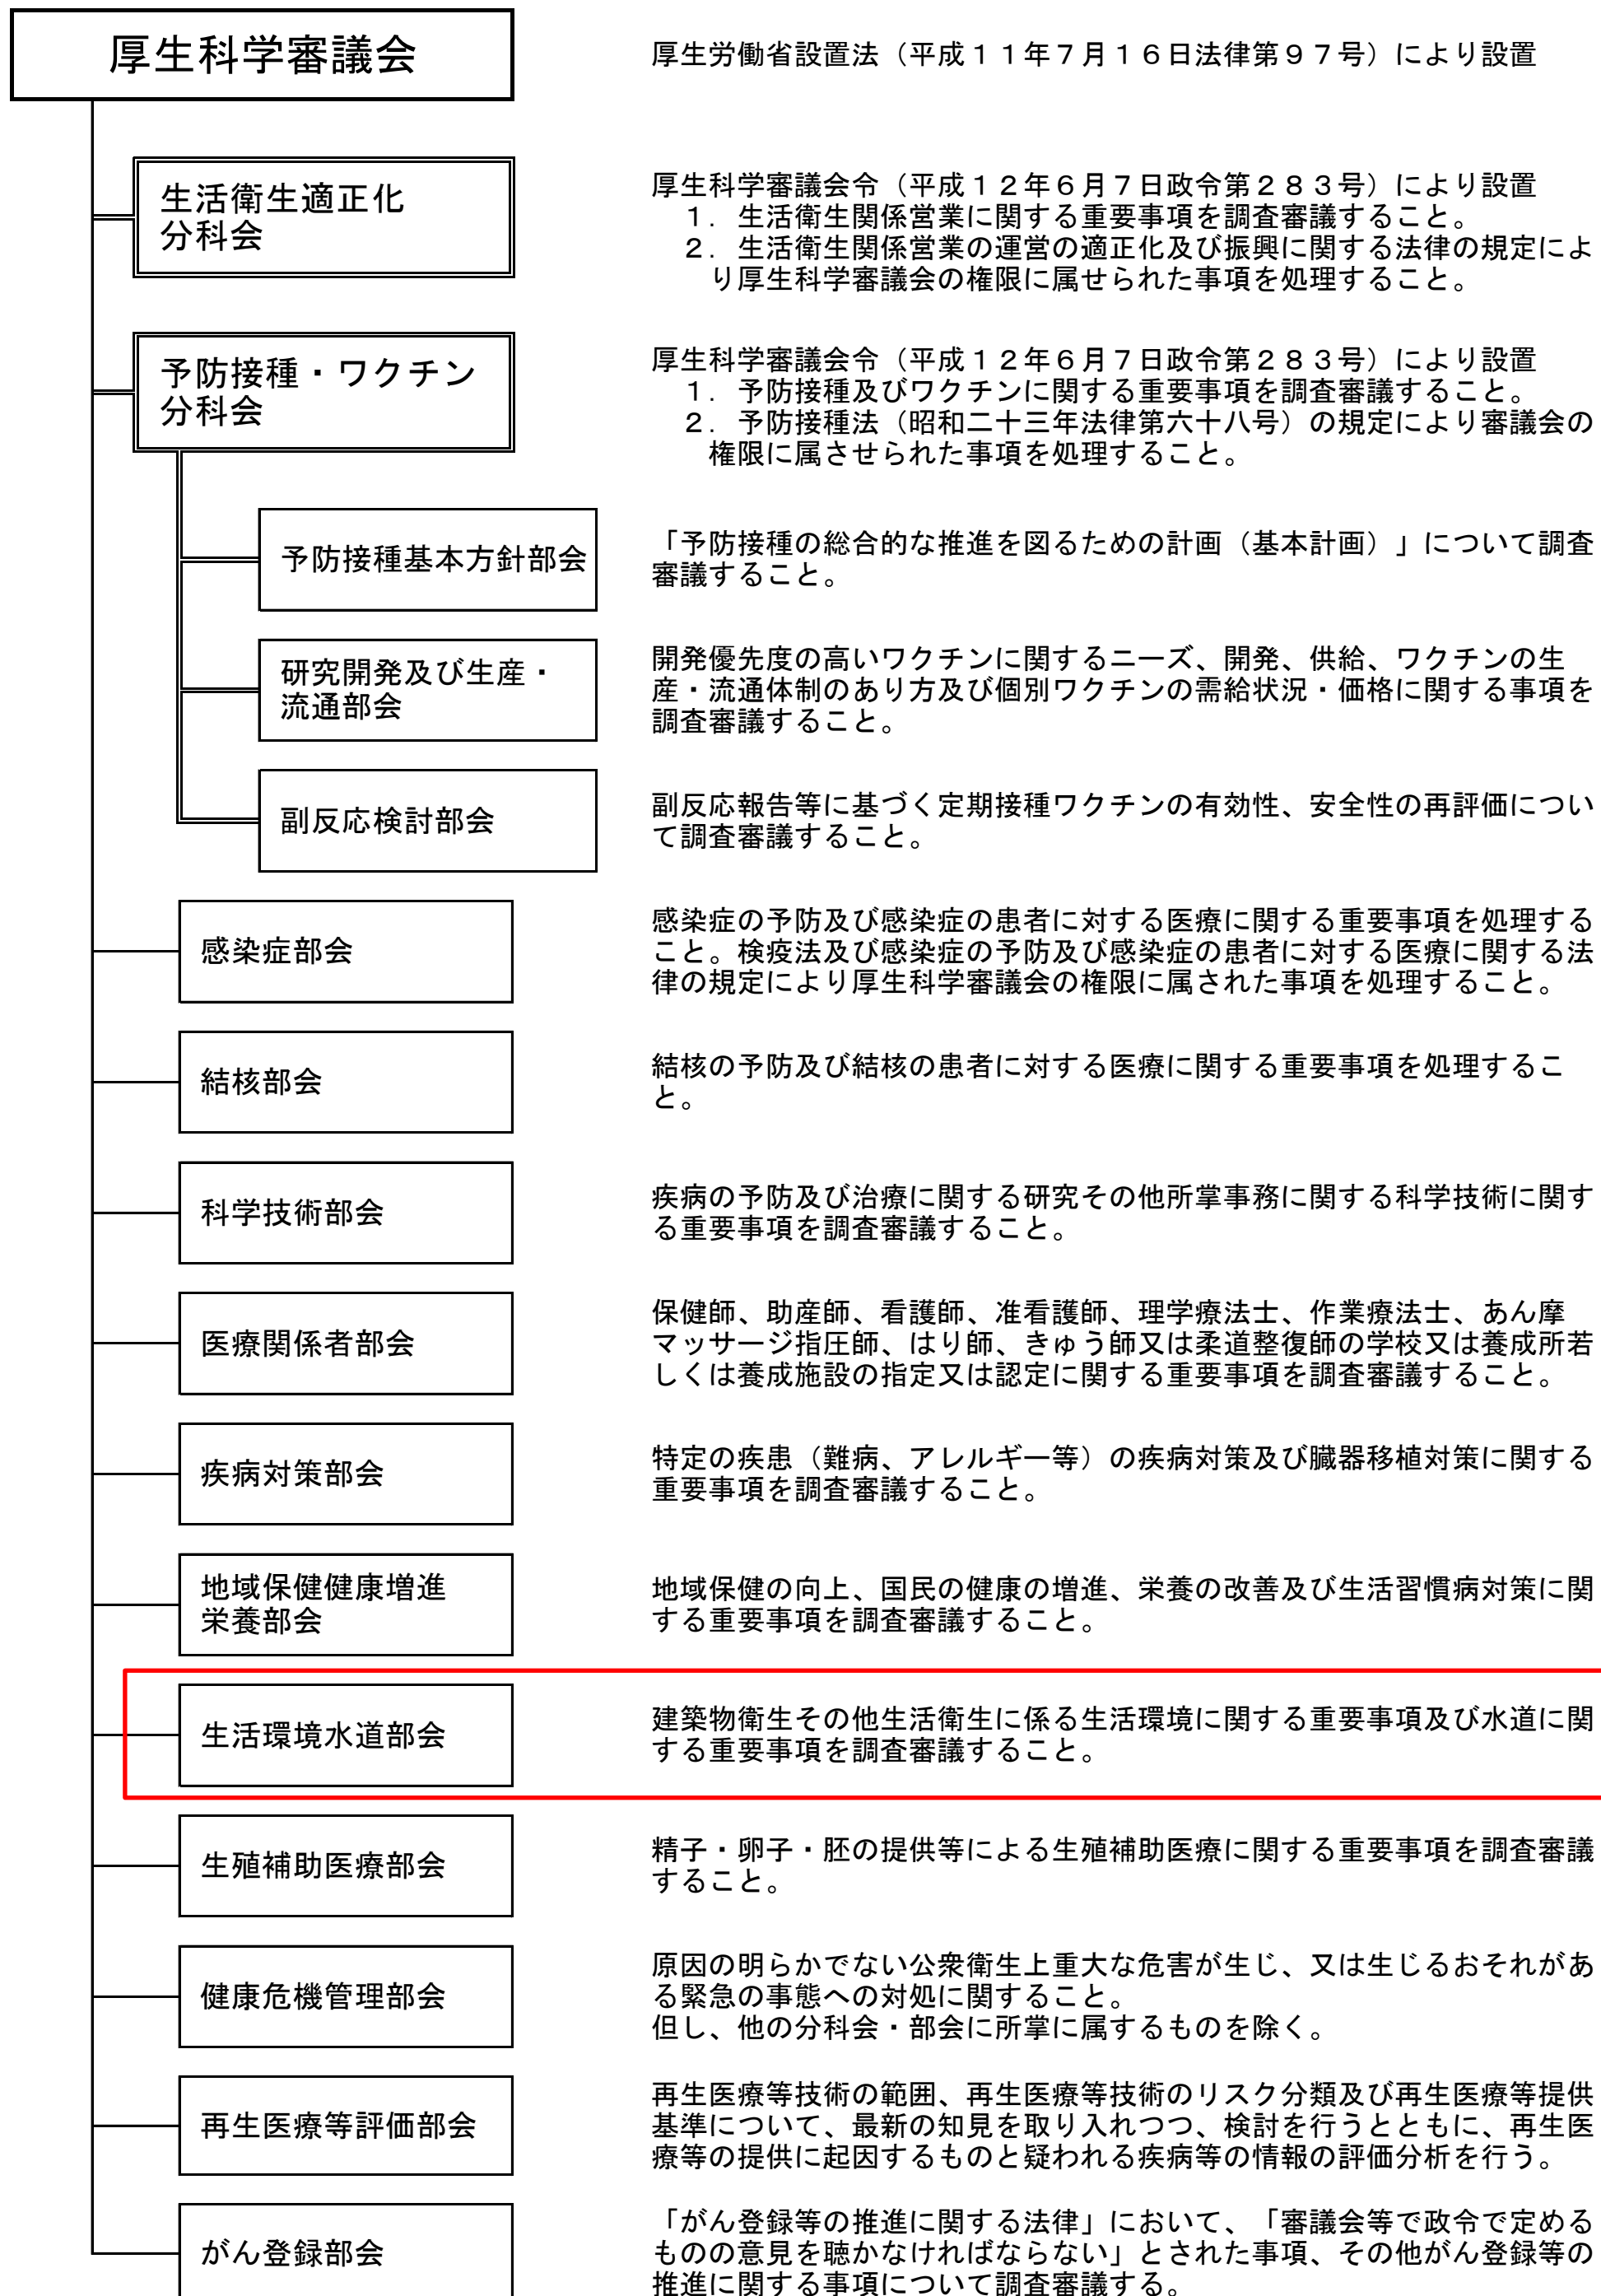 厚生科学審議会
厚生労働省設置法（平成１１年７月１６日法律第９７号）により設置
生活衛生適正化
分科会
厚生科学審議会令（平成１２年６月７日政令第２８３号）により設置
１．生活衛生関係営業に関する重要事項を調査審議すること。
２．生活衛生関係営業の運営の適正化及び振興に関する法律の規定によ
り厚生科学審議会の権限に属せられた事項を処理すること。
予防接種・ワクチン
分科会
厚生科学審議会令（平成１２年６月７日政令第２８３号）により設置
１．予防接種及びワクチンに関する重要事項を調査審議すること。
２．予防接種法（昭和二十三年法律第六十八号）の規定により審議会の
権限に属させられた事項を処理すること。
予防接種基本方針部会
「予防接種の総合的な推進を図るための計画（基本計画）」について調査
審議すること。
研究開発及び生産・
流通部会
開発優先度の高いワクチンに関するニーズ、開発、供給、ワクチンの生
産・流通体制のあり方及び個別ワクチンの需給状況・価格に関する事項を
調査審議すること。
副反応検討部会
副反応報告等に基づく定期接種ワクチンの有効性、安全性の再評価につい
て調査審議すること。
感染症部会
感染症の予防及び感染症の患者に対する医療に関する重要事項を処理する
こと。検疫法及び感染症の予防及び感染症の患者に対する医療に関する法
律の規定により厚生科学審議会の権限に属された事項を処理すること。
結核部会
結核の予防及び結核の患者に対する医療に関する重要事項を処理するこ
と。
科学技術部会
疾病の予防及び治療に関する研究その他所掌事務に関する科学技術に関す
る重要事項を調査審議すること。
医療関係者部会
保健師、助産師、看護師、准看護師、理学療法士、作業療法士、あん摩
マッサージ指圧師、はり師、きゅう師又は柔道整復師の学校又は養成所若
しくは養成施設の指定又は認定に関する重要事項を調査審議すること。
疾病対策部会
特定の疾患（難病、アレルギー等）の疾病対策及び臓器移植対策に関する
重要事項を調査審議すること。
地域保健健康増進
栄養部会
地域保健の向上、国民の健康の増進、栄養の改善及び生活習慣病対策に関
する重要事項を調査審議すること。
生活環境水道部会
建築物衛生その他生活衛生に係る生活環境に関する重要事項及び水道に関
する重要事項を調査審議すること。
生殖補助医療部会
精子・卵子・胚の提供等による生殖補助医療に関する重要事項を調査審議
すること。
健康危機管理部会
原因の明らかでない公衆衛生上重大な危害が生じ、又は生じるおそれがあ
る緊急の事態への対処に関すること。
但し、他の分科会・部会に所掌に属するものを除く。
再生医療等評価部会
再生医療等技術の範囲、再生医療等技術のリスク分類及び再生医療等提供
基準について、最新の知見を取り入れつつ、検討を行うとともに、再生医
療等の提供に起因するものと疑われる疾病等の情報の評価分析を行う。
がん登録部会
「がん登録等の推進に関する法律」において、「審議会等で政令で定める
ものの意見を聴かなければならない」とされた事項、その他がん登録等の
推進に関する事項について調査審議する。